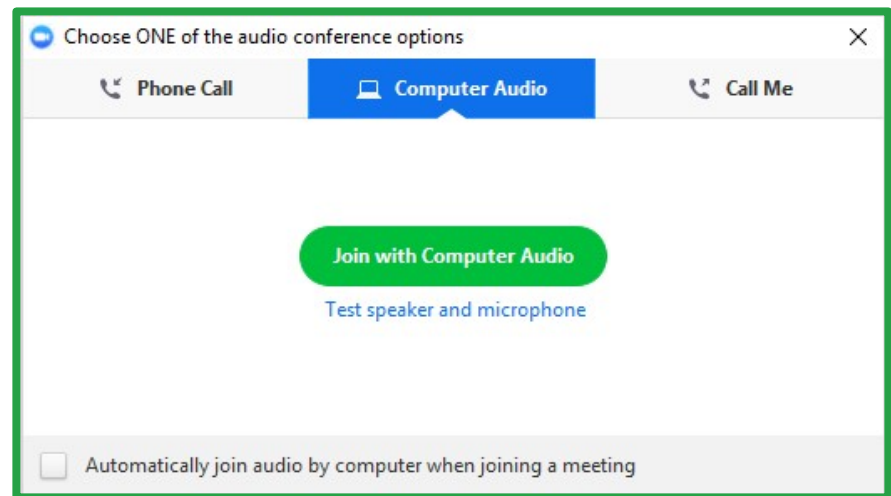 Choose ONE of the audio conference options
Phone Call
Computer Audio
Call Me
Join with Computer Audio
Test speaker and microphone
Automatically join audio by computer when joining a meeting